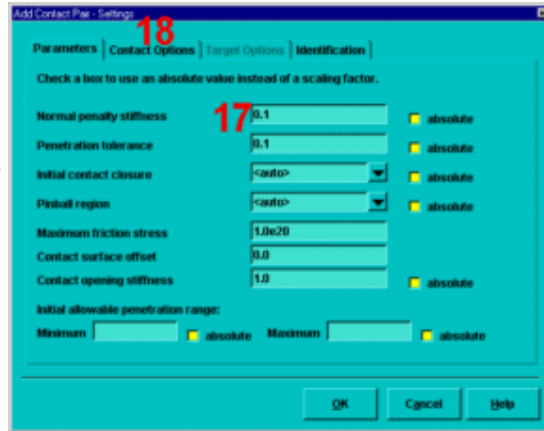 Add Contact Pair - Settings
18
Parameters Contact Options Target Options Identification
Check a box to use an absolute value instead of a scaling factor.
Normal penalty stiffness 17 0.1 absolute
Penetration tolerance 0.1 absolute
Initial contact closure <auto> absolute
Pinball region <auto> absolute
Maximum friction stress 1.0e20
Contact surface offset 0.0
Contact opening stiffness 1.0 absolute
Initial allowable penetration range:
Minimum absolute Maximum absolute
OK Cancel Help